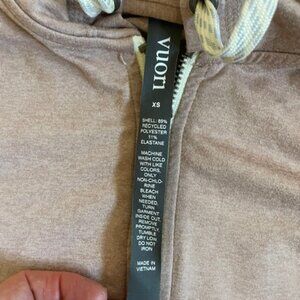 vuori
XS
SHELL: 89%
RECYCLED
POLYESTER
11%
ELASTANE
MACHINE
WASH COLD
WITH LIKE
COLORS,
ONLY
NON-CHLO-
RINE
BLEACH
WHEN
NEEDED,
TURN
GARMENT
INSIDE OUT,
REMOVE
PROMPTLY,
TUMBLE
DRY LOW
DO NOT
IRON
MADE IN
VIETNAM